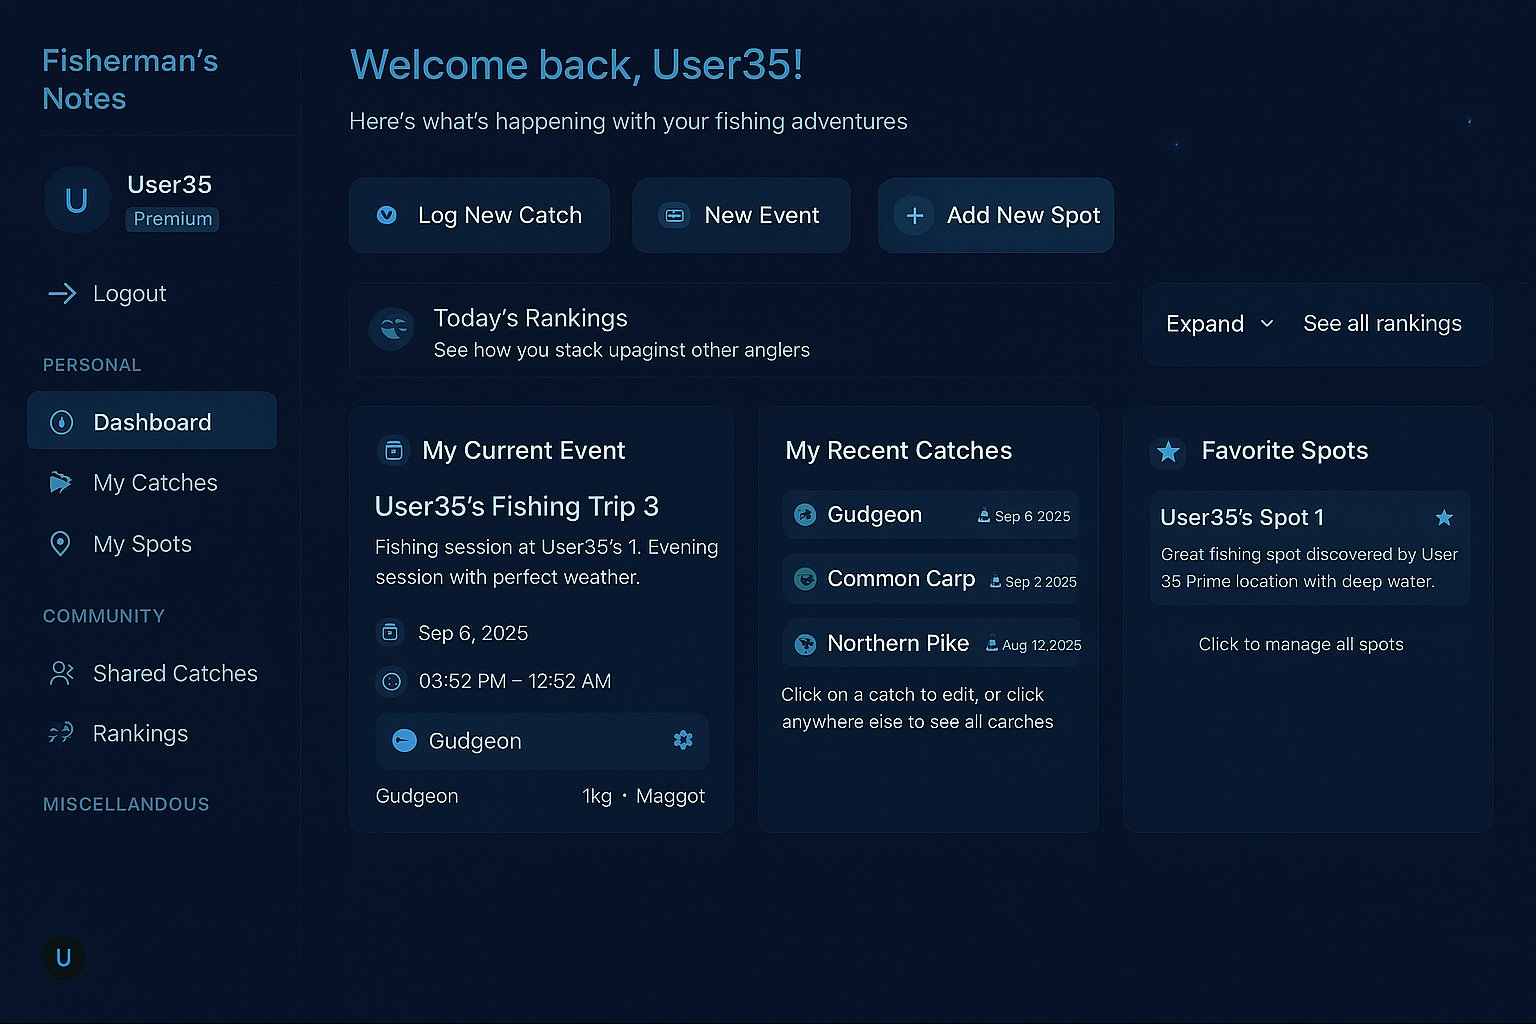 Fisherman's
Notes
U
User35
Premium
Logout
PERSONAL
Dashboard
My Catches
My Spots
COMMUNITY
Shared Catches
Rankings
MISCELLANDOUS
U
Welcome back, User35!
Here's what's happening with your fishing adventures
Log New Catch
New Event
Add New Spot
Today's Rankings
See how you stack upaginst other anglers
Expand
See all rankings
My Current Event
User35's Fishing Trip 3
Fishing session at User35's 1. Evening
session with perfect weather.
Sep 6, 2025
03:52 PM – 12:52 AM
Gudgeon
Gudgeon 1kg · Maggot
My Recent Catches
Gudgeon Sep 6 2025
Common Carp Sep 2 2025
Northern Pike Aug 12,2025
Click on a catch to edit, or click
anywhere eise to see all carches
Favorite Spots
User35's Spot 1
Great fishing spot discovered by User
35 Prime location with deep water.
Click to manage all spots